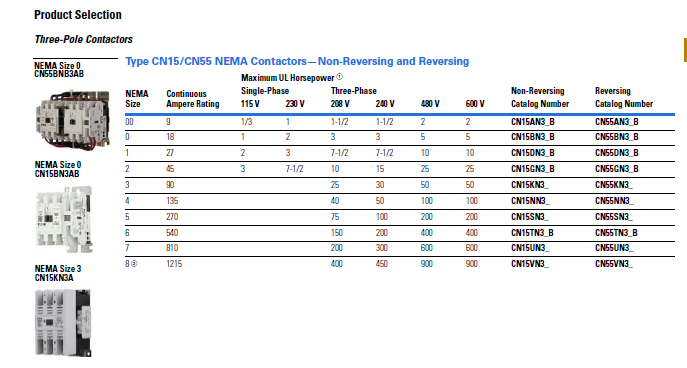 Product Selection
Three-Pole Contactors
NEMA Size 0
CN55BNB3AB
NEMA Size 0
CN15BN3AB
NEMA Size 3
CN15KN3A
Type CN15/CN55 NEMA Contactors—Non-Reversing and Reversing
Maximum UL Horsepower ①
NEMA Continuous Single-Phase Three-Phase Non-Reversing Reversing
Size Ampere Rating 115 V 230 V 208 V 240 V 480 V 600 V Catalog Number Catalog Number
00 9 1/3 1 1-1/2 1-1/2 2 2 CN15AN3_B CN55AN3_B
0 18 1 2 3 3 5 5 CN15BN3_B CN55BN3_B
1 27 2 3 7-1/2 7-1/2 10 10 CN15DN3_B CN55DN3_B
2 45 3 7-1/2 10 15 25 25 CN15GN3_B CN55GN3_B
3 90 25 30 50 50 CN15KN3_ CN55KN3_
4 135 40 50 100 100 CN15NN3_ CN55NN3_
5 270 75 100 200 200 CN15SN3_ CN55SN3_
6 540 150 200 400 400 CN15TN3_B CN55TN3_B
7 810 200 300 600 600 CN15UN3_ CN55UN3_
8 ② 1215 400 450 900 900 CN15VN3_ CN55VN3_